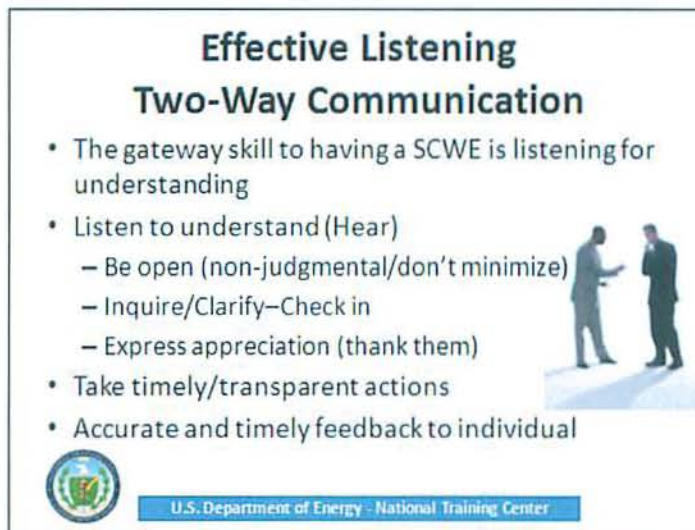 Effective Listening
Two-Way Communication
• The gateway skill to having a SCWE is listening for
understanding
• Listen to understand (Hear)
– Be open (non-judgmental/don't minimize)
– Inquire/Clarify–Check in
– Express appreciation (thank them)
• Take timely/transparent actions
• Accurate and timely feedback to individual
U.S. Department of Energy - National Training Center